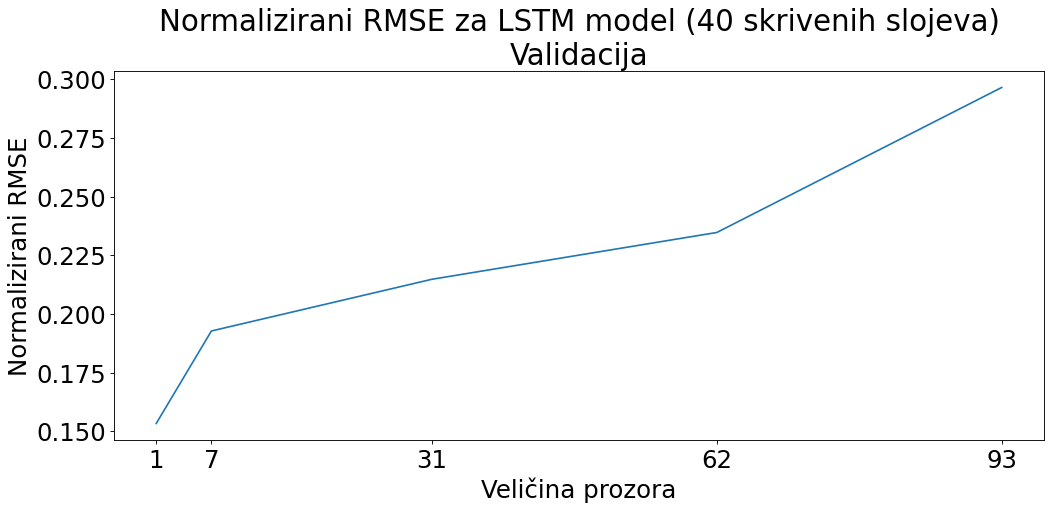 Normalizirani RMSE za LSTM model (40 skrivenih slojeva)
Validacija
Normalizirani RMSE
0.300
0.275
0.250
0.225
0.200
0.175
0.150
1 7 31 62 93
Veličina prozora